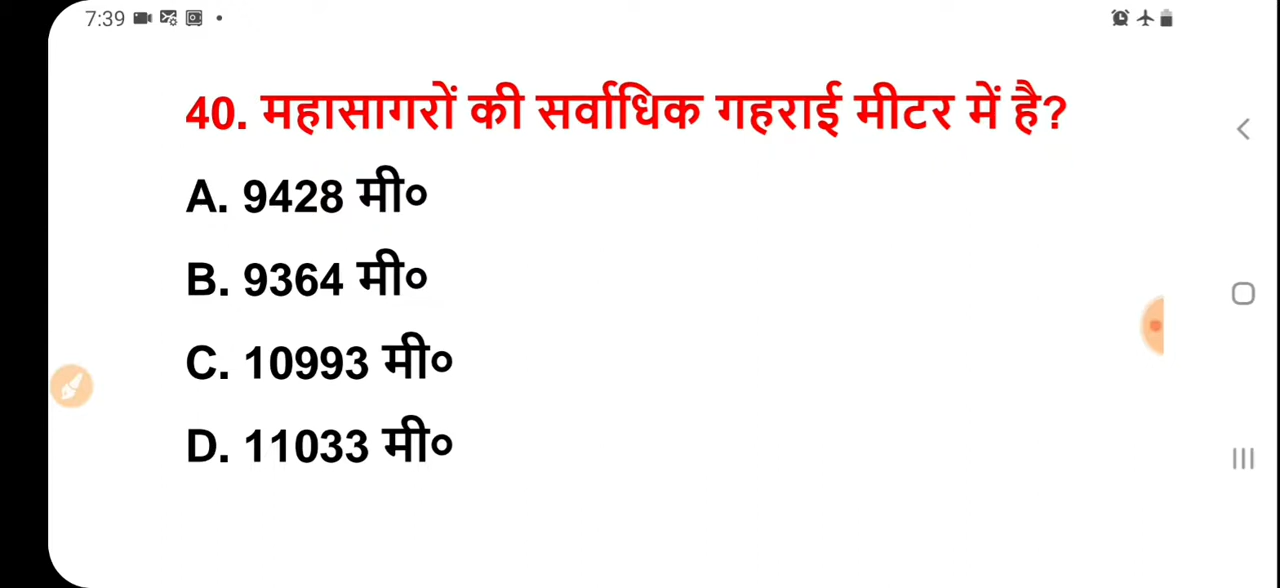 7:39
40. महासागरों की सर्वाधिक गहराई मीटर में है?
A. 9428 मी०
B. 9364 मी०
C. 10993 मी०
D. 11033 मी०